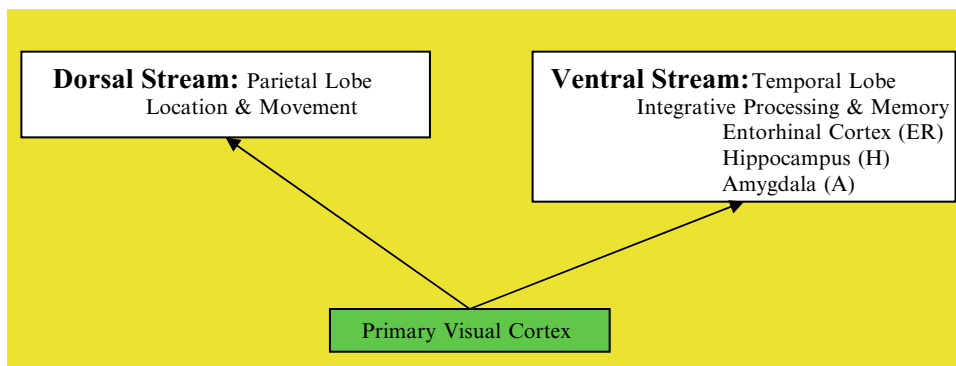 Dorsal Stream: Parietal Lobe
Location & Movement
Ventral Stream: Temporal Lobe
Integrative Processing & Memory
Entorhinal Cortex (ER)
Hippocampus (H)
Amygdala (A)
Primary Visual Cortex